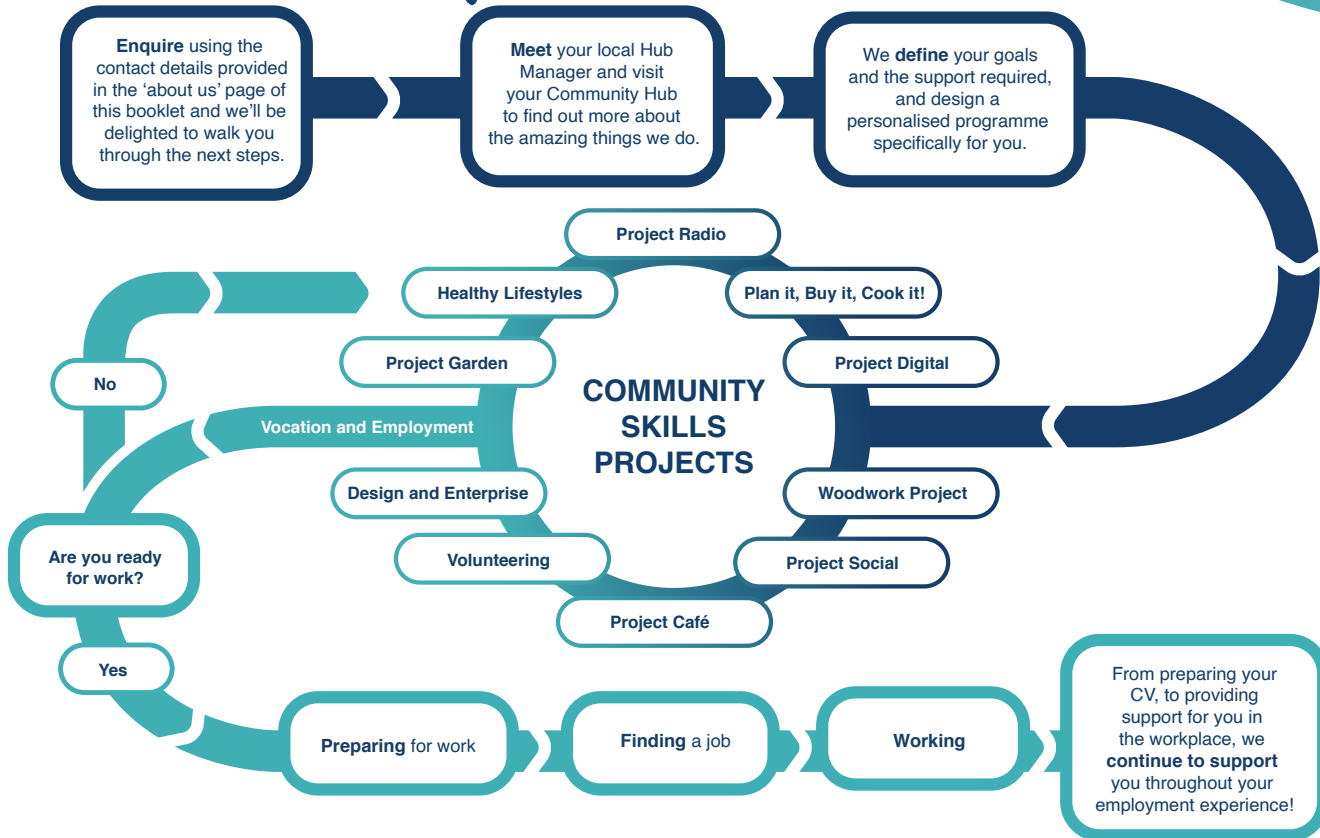 Enquire using the
contact details provided
in the ‘about us’ page of
this booklet and we’ll be
delighted to walk you
through the next steps.
Meet your local Hub
Manager and visit
your Community Hub
to find out more about
the amazing things we do.
We define your goals
and the support required,
and design a
personalised programme
specifically for you.
Project Radio
Healthy Lifestyles
Plan it, Buy it, Cook it!
Project Garden
Project Digital
No
COMMUNITY
SKILLS
PROJECTS
Vocation and Employment
Design and Enterprise
Woodwork Project
Volunteering
Project Social
Project Café
Are you ready
for work?
Yes
Preparing for work
Finding a job
Working
From preparing your
CV, to providing
support for you in
the workplace, we
continue to support
you throughout your
employment experience!